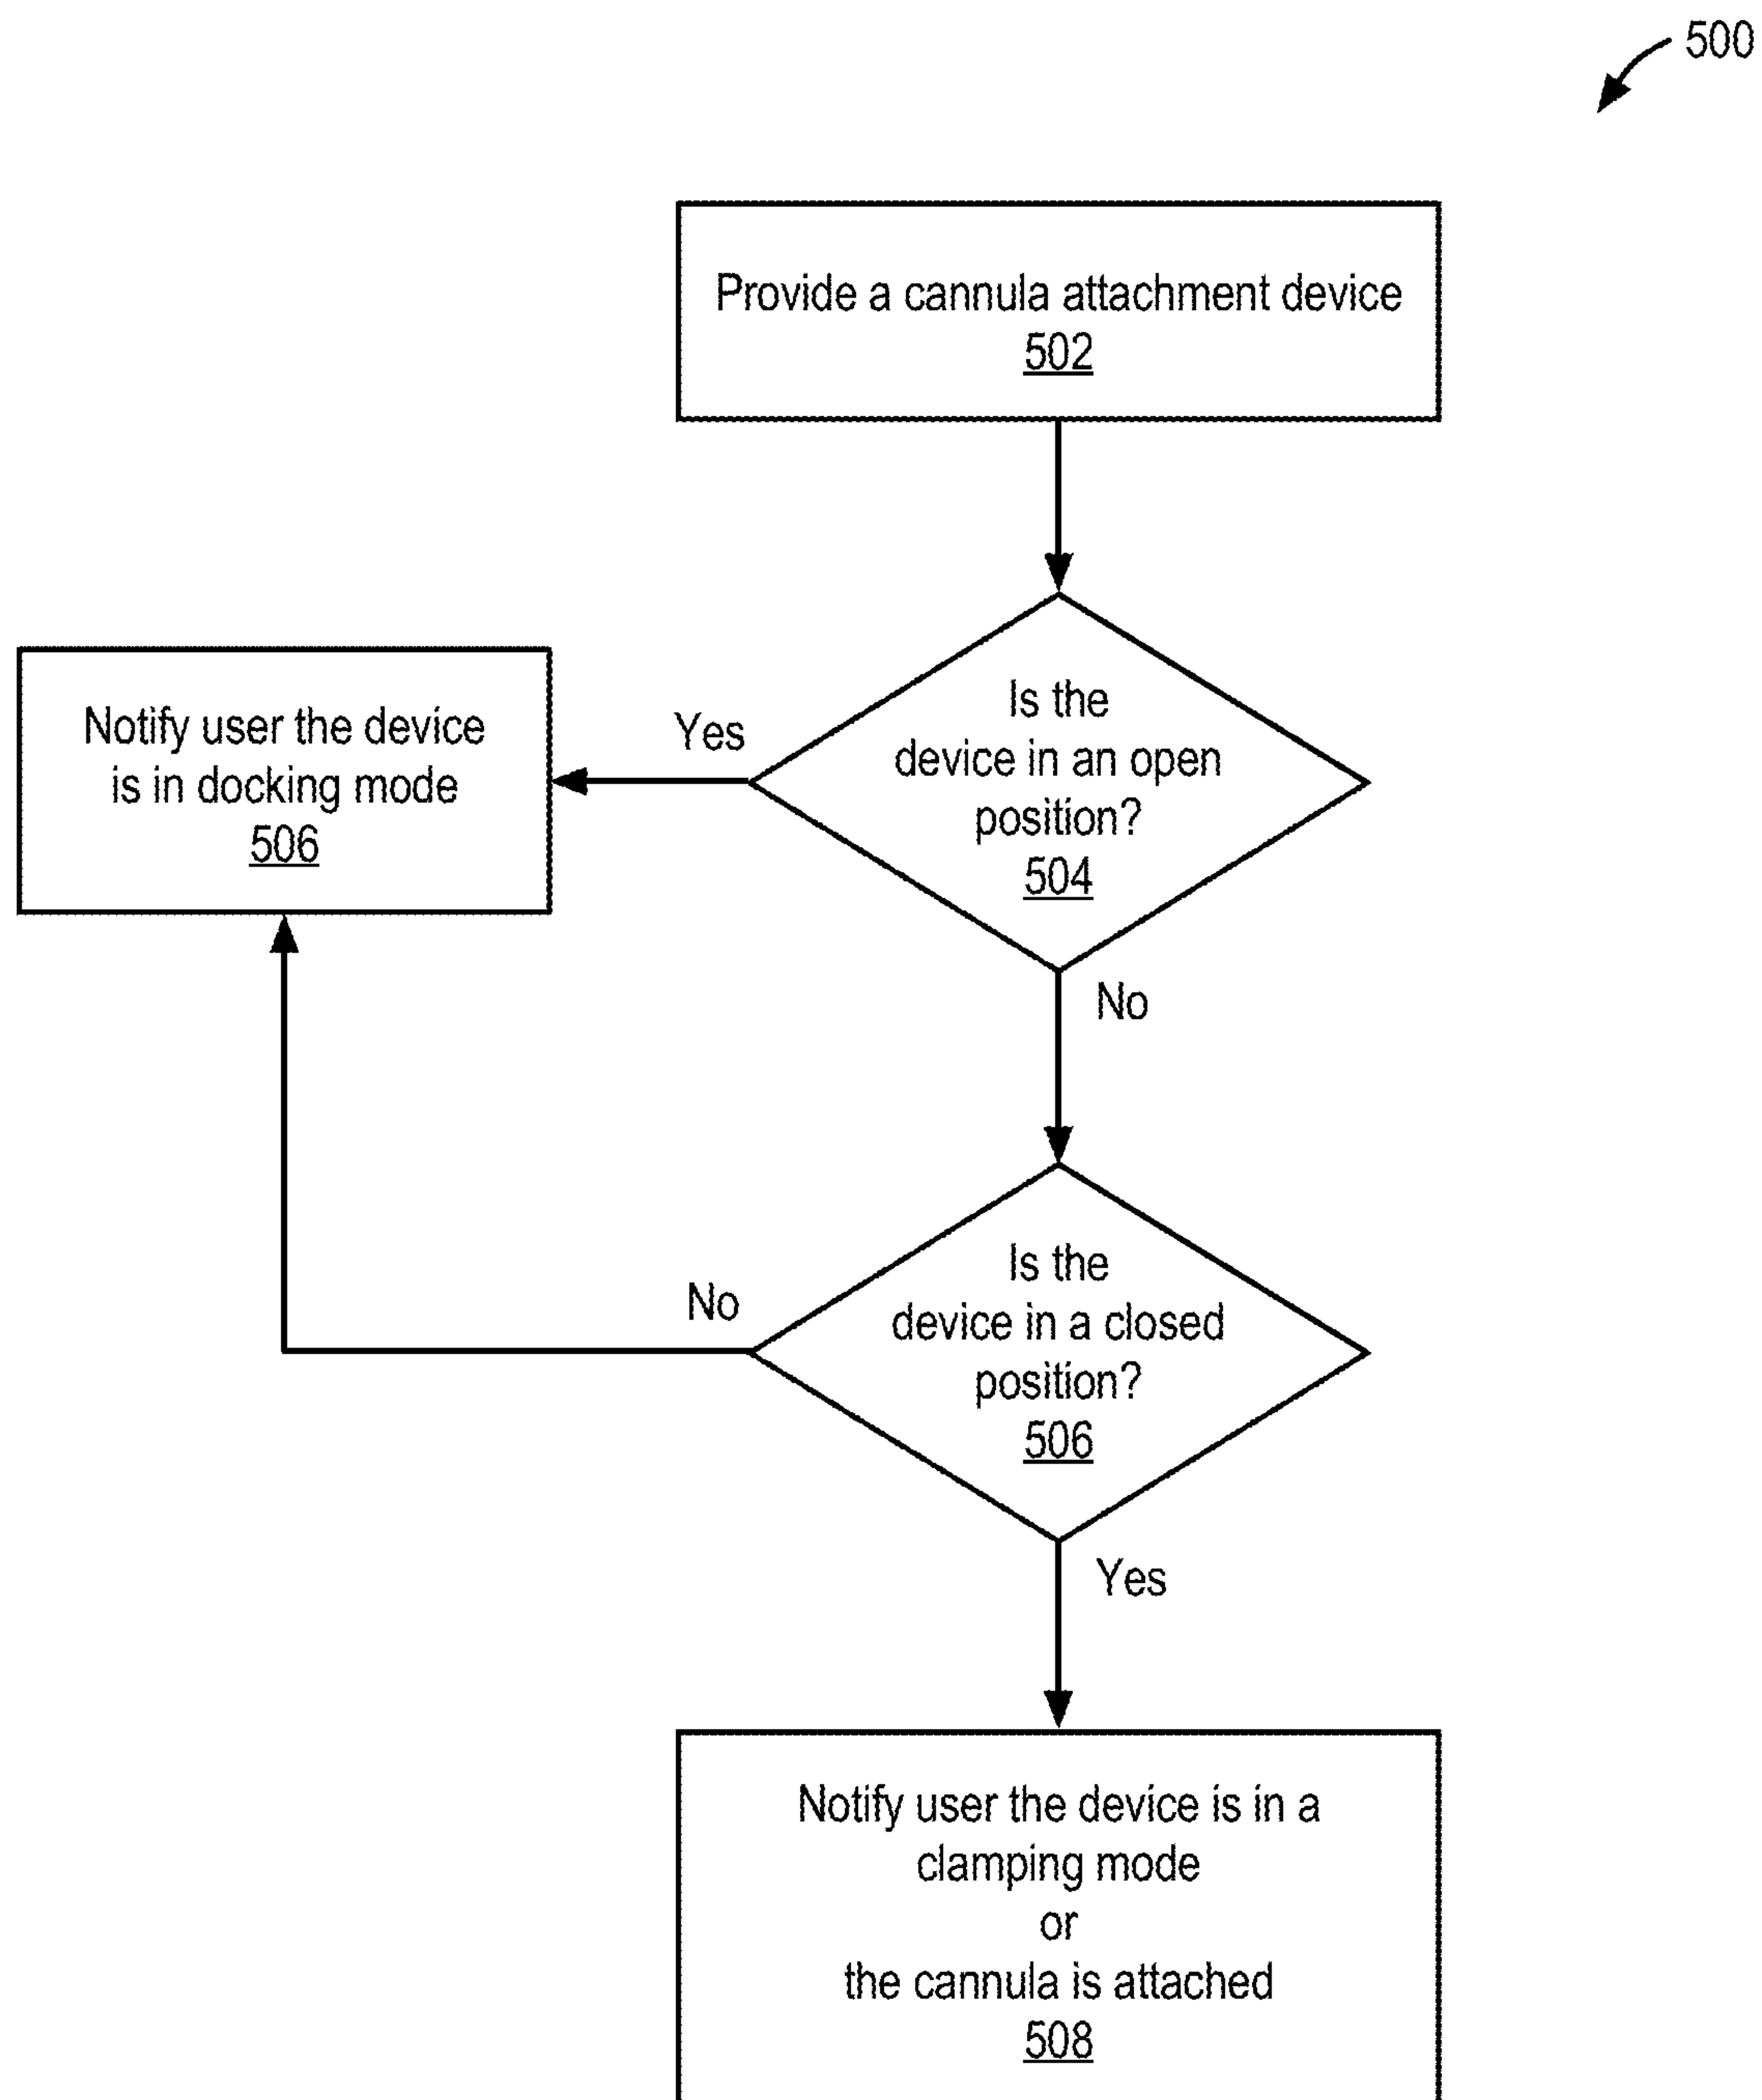 500
Provide a cannula attachment device
502
Is the
device in an open
position?
504
Yes
Notify user the device
is in docking mode
506
No
Is the
device in a closed
position?
506
No
Yes
Notify user the device is in a
clamping mode
or
the cannula is attached
508